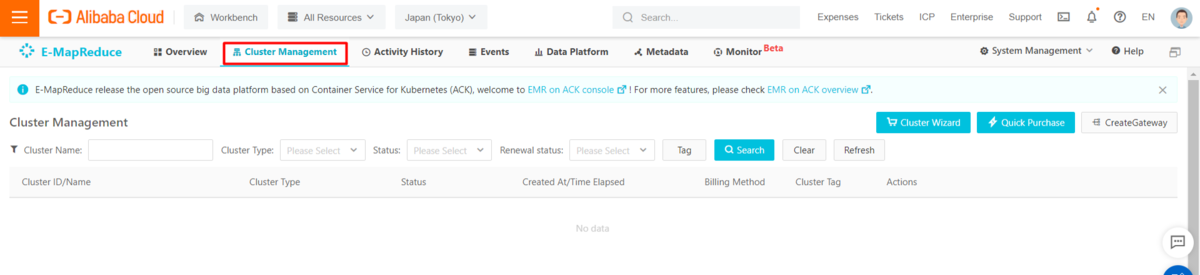 Alibaba Cloud Workbench All Resources Japan (Tokyo) Search... Expenses Tickets ICP Enterprise Support EN
E-MapReduce Overview Cluster Management Activity History Events Data Platform Metadata Monitor Beta System Management Help
E-MapReduce release the open source big data platform based on Container Service for Kubernetes (ACK), welcome to EMR on ACK console ! For more features, please check EMR on ACK overview .
Cluster Management Cluster Wizard Quick Purchase CreateGateway
Cluster Name: Cluster Type: Please Select Status: Please Select Renewal status: Please Select Tag Search Clear Refresh
Cluster ID/Name Cluster Type Status Created At/Time Elapsed Billing Method Cluster Tag Actions
No data